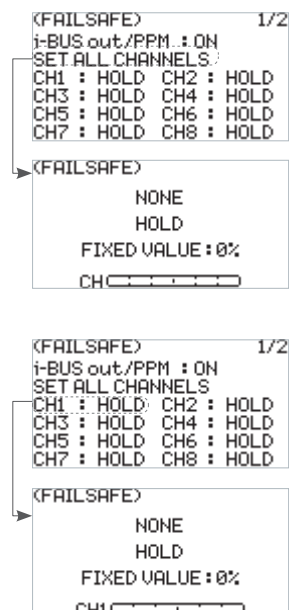 (FAILSAFE) 1/2
i-BUS out/PPM : ON
SET ALL CHANNELS
CH1 : HOLD CH2 : HOLD
CH3 : HOLD CH4 : HOLD
CH5 : HOLD CH6 : HOLD
CH7 : HOLD CH8 : HOLD
(FAILSAFE)
NONE
HOLD
FIXED VALUE:0%
CH
(FAILSAFE) 1/2
i-BUS out/PPM : ON
SET ALL CHANNELS
CH1 : HOLD CH2 : HOLD
CH3 : HOLD CH4 : HOLD
CH5 : HOLD CH6 : HOLD
CH7 : HOLD CH8 : HOLD
(FAILSAFE)
NONE
HOLD
FIXED VALUE:0%
CH1